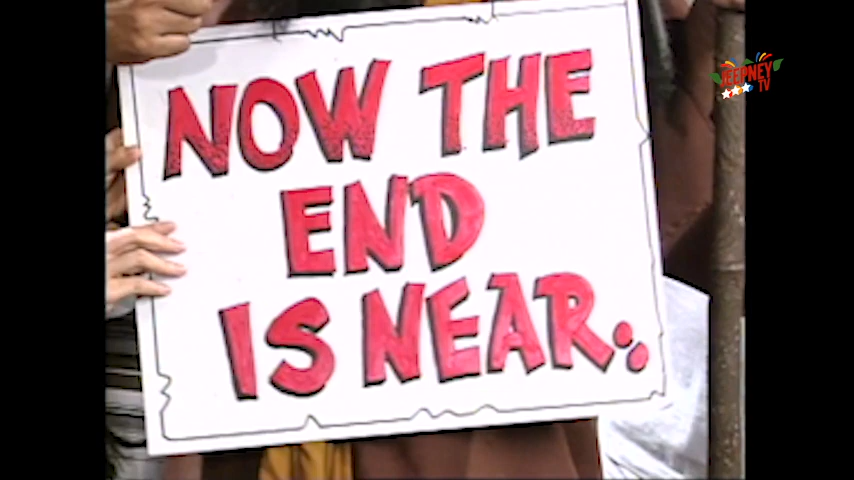 NOW THE
END
IS NEAR..
JEEPNEY
TV